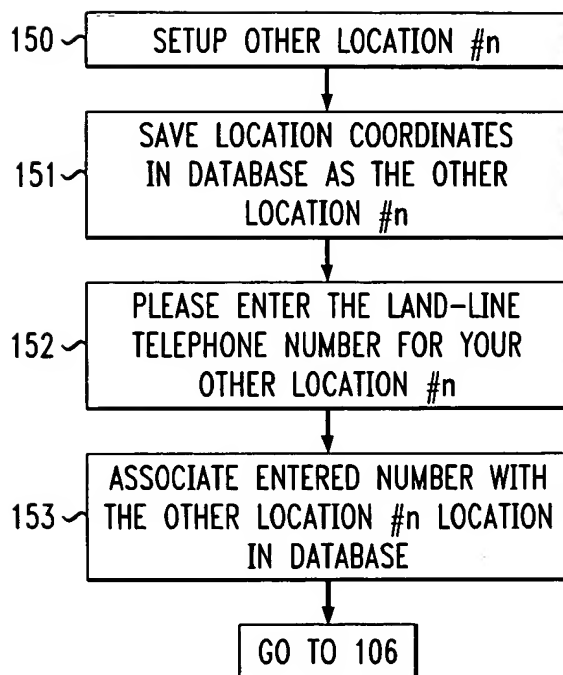 150
SETUP OTHER LOCATION #n
151
SAVE LOCATION COORDINATES
IN DATABASE AS THE OTHER
LOCATION #n
152
PLEASE ENTER THE LAND-LINE
TELEPHONE NUMBER FOR YOUR
OTHER LOCATION #n
153
ASSOCIATE ENTERED NUMBER WITH
THE OTHER LOCATION #n LOCATION
IN DATABASE
GO TO 106